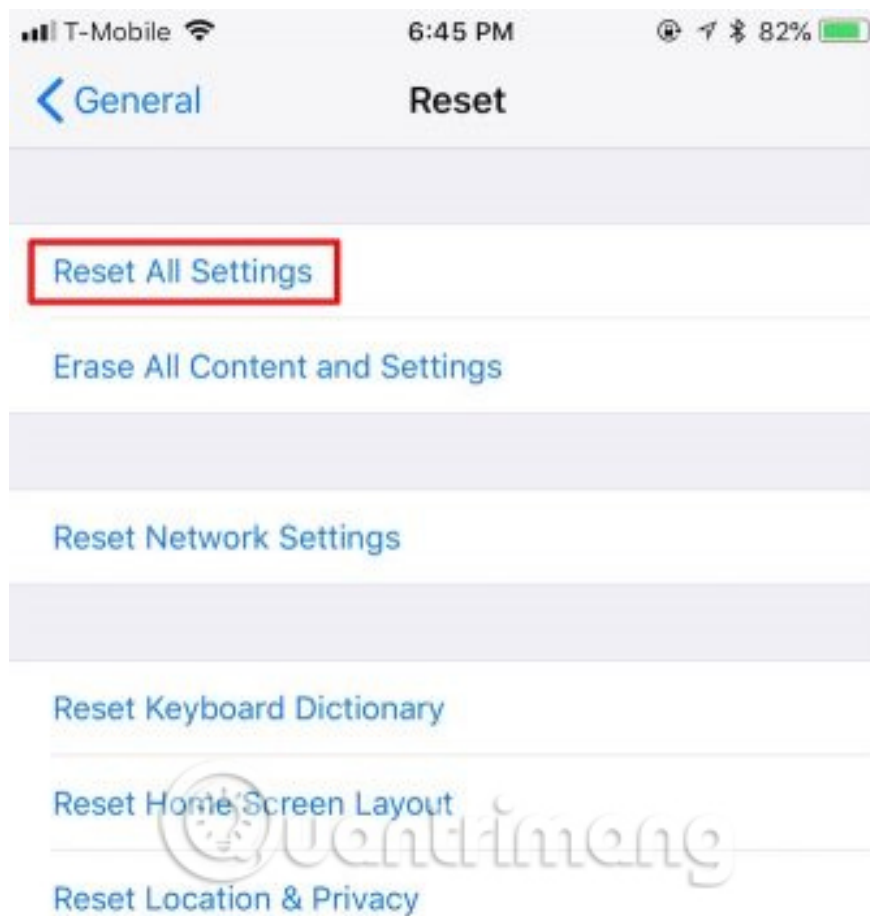 T-Mobile 6:45 PM 82%
General Reset
Reset All Settings
Erase All Content and Settings
Reset Network Settings
Reset Keyboard Dictionary
Reset Home Screen Layout
Quantrimang
Reset Location & Privacy